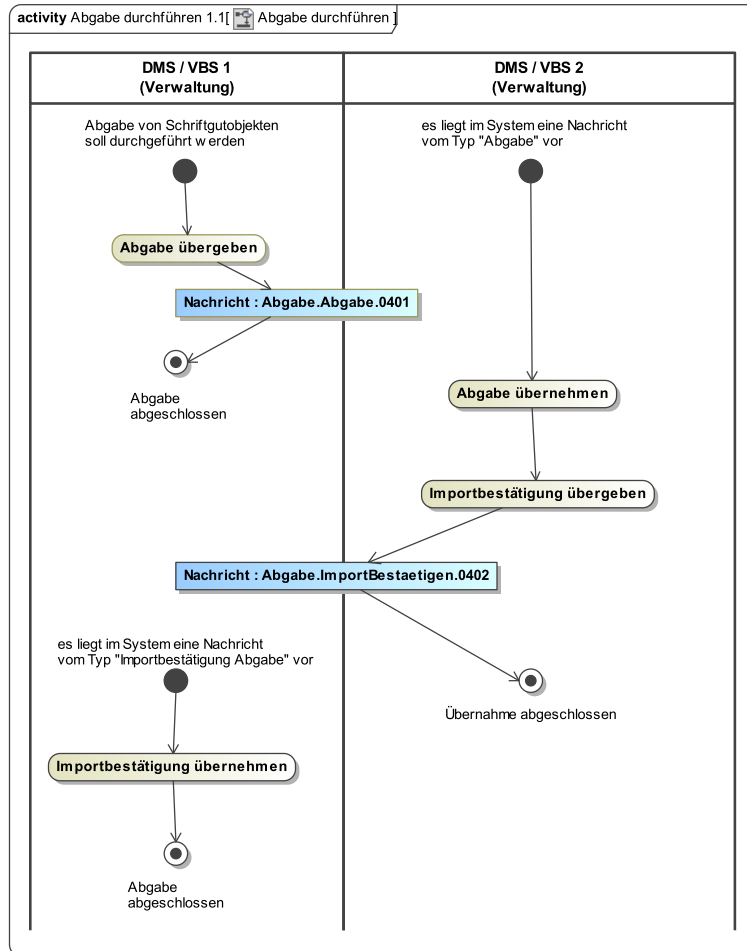 activity Abgabe durchführen 1.1[ Abgabe durchführen ]
DMS / VBS 1
(Verwaltung)
DMS / VBS 2
(Verwaltung)
Abgabe von Schriftgutobjekten
soll durchgeführt werden
es liegt im System eine Nachricht
vom Typ "Abgabe" vor
Abgabe übergeben
Nachricht : Abgabe.Abgabe.0401
Abgabe
abgeschlossen
Abgabe übernehmen
Importbestätigung übergeben
Nachricht : Abgabe.ImportBestaetigen.0402
es liegt im System eine Nachricht
vom Typ "Importbestätigung Abgabe" vor
Übernahme abgeschlossen
Importbestätigung übernehmen
Abgabe
abgeschlossen